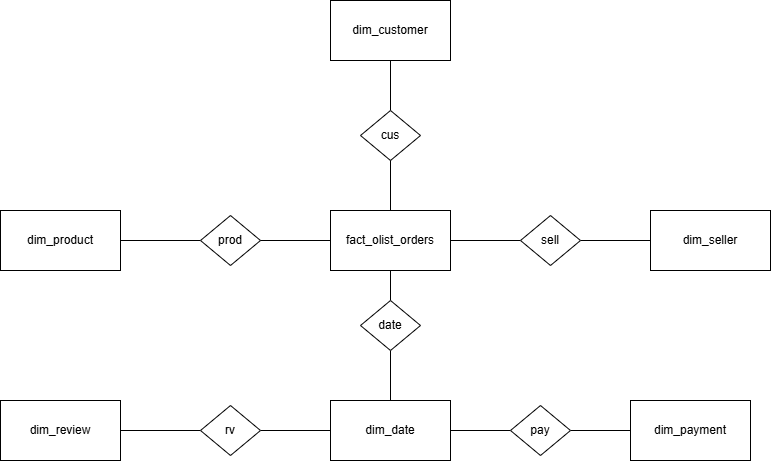 dim_customer
cus
dim_product
prod
fact_olist_orders
sell
dim_seller
date
dim_review
rv
dim_date
pay
dim_payment